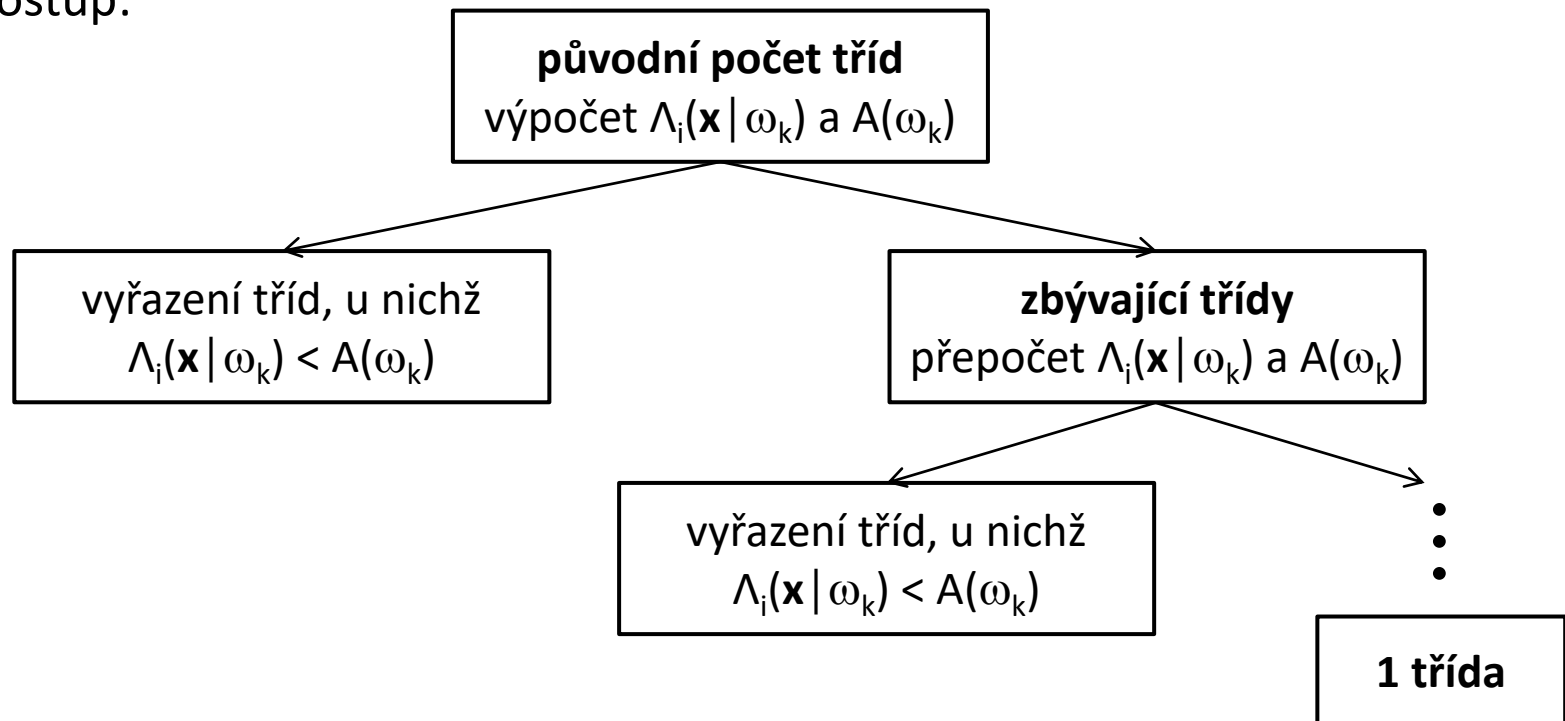 ostup:
původní počet tříd
výpočet Λᵢ(x|ωₖ) a A(ωₖ)
vyřazení tříd, u nichž
Λᵢ(x|ωₖ) < A(ωₖ)
zbývající třídy
přepočet Λᵢ(x|ωₖ) a A(ωₖ)
vyřazení tříd, u nichž
Λᵢ(x|ωₖ) < A(ωₖ)
1 třída